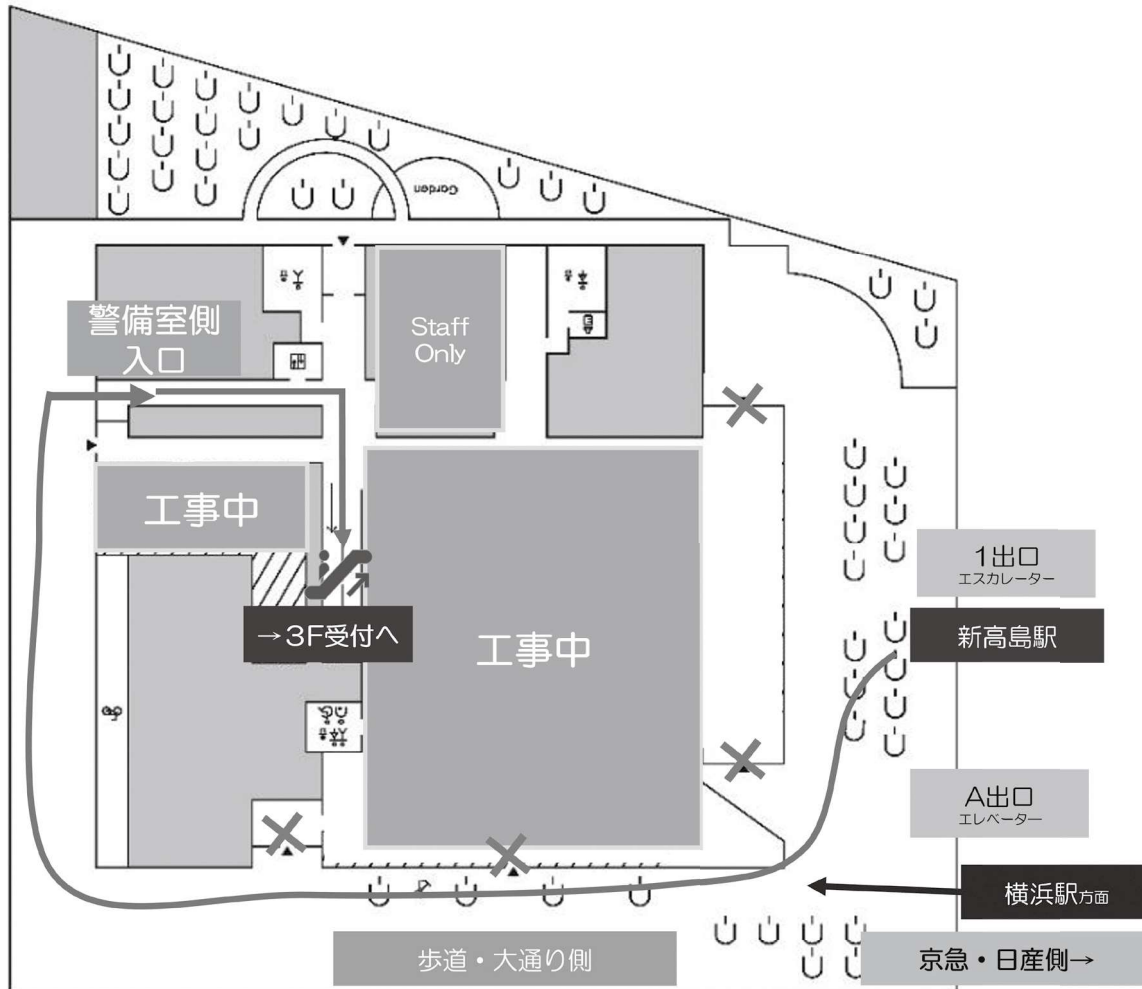 Garden
警備室側
入口
Staff
Only
工事中
→3F受付へ
工事中
1出口
エスカレーター
新高島駅
A出口
エレベーター
横浜駅方面
歩道・大通り側
京急・日産側→